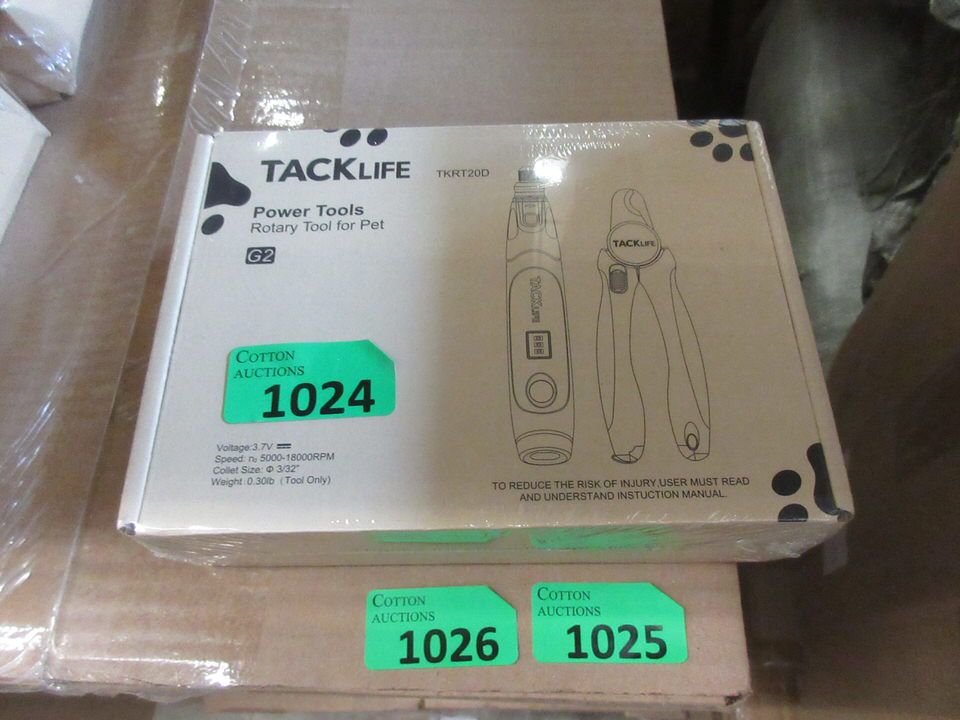 TACKLIFE TKRT20D
Power Tools
Rotary Tool for Pet
G2
TACKLIFE
TACKLIFE
COTTON
AUCTIONS
1024
Voltage:3.7V
Speed: n₀ 5000-18000RPM
Collet Size: Φ 3/32"
Weight:0.30lb (Tool Only)
TO REDUCE THE RISK OF INJURY,USER MUST READ
AND UNDERSTAND INSTUCTION MANUAL.
COTTON
AUCTIONS
1026
COTTON
AUCTIONS
1025